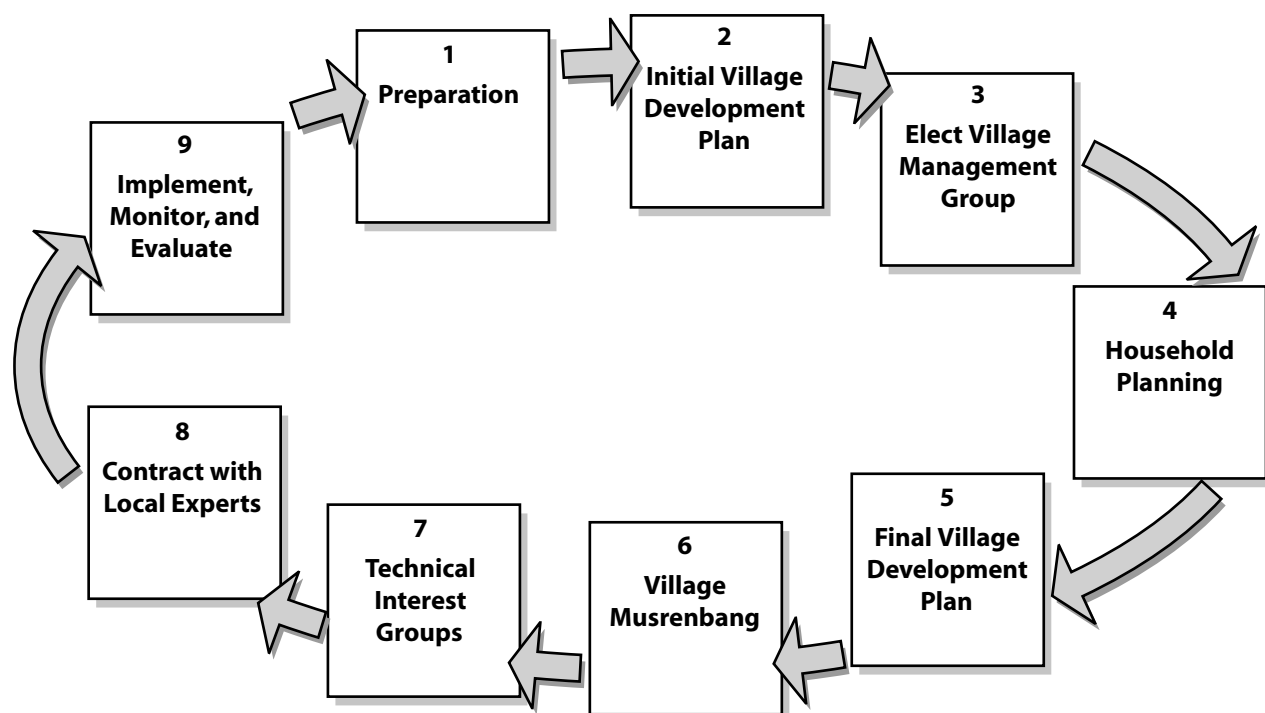 1
Preparation
2
Initial Village
Development
Plan
3
Elect Village
Management
Group
4
Household
Planning
5
Final Village
Development
Plan
6
Village
Musrenbang
7
Technical
Interest
Groups
8
Contract with
Local Experts
9
Implement,
Monitor, and
Evaluate